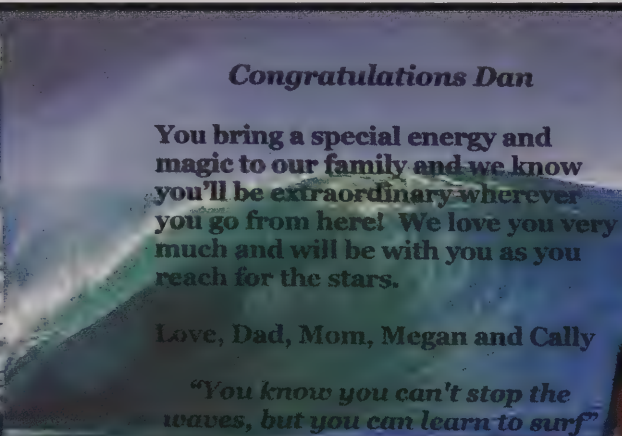 Congratulations Dan
You bring a special energy and
magic to our family and we know
you'll be extraordinary wherever
you go from here! We love you very
much and will be with you as you
reach for the stars.
Love, Dad, Mom, Megan and Cally
"You know you can't stop the
waves, but you can learn to surf"